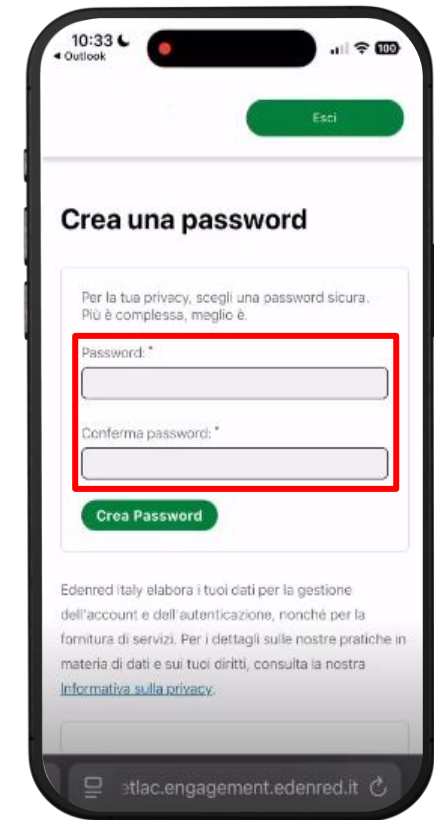 10:33
◀ Outlook
100
Esci
Crea una password
Per la tua privacy, scegli una password sicura.
Più è complessa, meglio è.
Password: *
Conferma password: *
Crea Password
Edenred Italy elabora i tuoi dati per la gestione
dell'account e dell'autenticazione, nonché per la
fornitura di servizi. Per i dettagli sulle nostre pratiche in
materia di dati e sui tuoi diritti, consulta la nostra
Informativa sulla privacy.
etlac.engagement.edenred.it